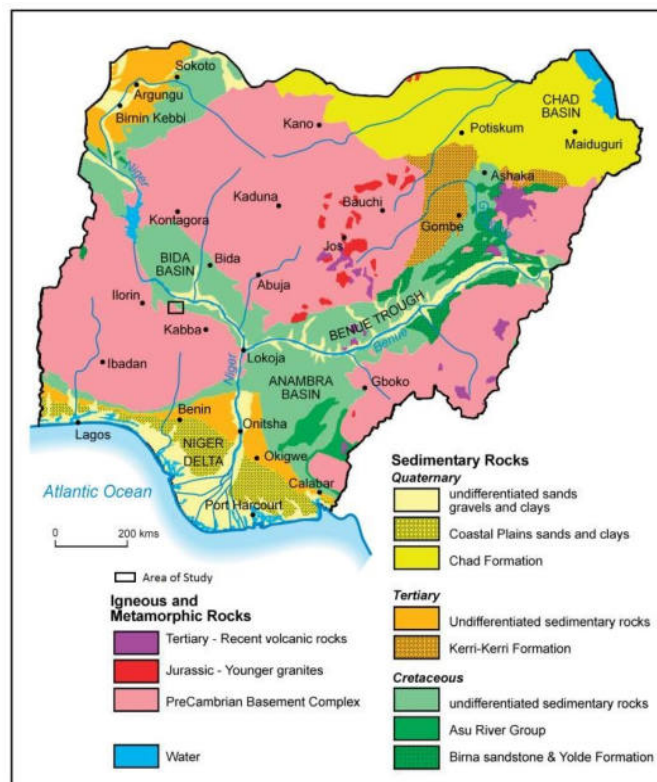 Sokoto
Argungu
Birnin Kebbi
Kano
CHAD
BASIN
Potiskum
Maiduguri
Niger
Ashaka
Kaduna
Bauchi
Kontagora
Gombe
Jos
BIDA
BASIN
Bida
Abuja
Ilorin
BENUE TROUGH
Kabba
Benue
Lokoja
Ibadan
Niger
ANAMBRA
BASIN
Gboko
Benin
Onitsha
Lagos
NIGER
DELTA
Okigwe
Calabar
Port Harcourt
Atlantic Ocean
0 200 kms
Area of Study
Igneous and
Metamorphic Rocks
Tertiary - Recent volcanic rocks
Jurassic - Younger granites
PreCambrian Basement Complex
Water
Sedimentary Rocks
Quaternary
undifferentiated sands
gravels and clays
Coastal Plains sands and clays
Chad Formation
Tertiary
Undifferentiated sedimentary rocks
Kerri-Kerri Formation
Cretaceous
undifferentiated sedimentary rocks
Asu River Group
Birna sandstone & Yolde Formation